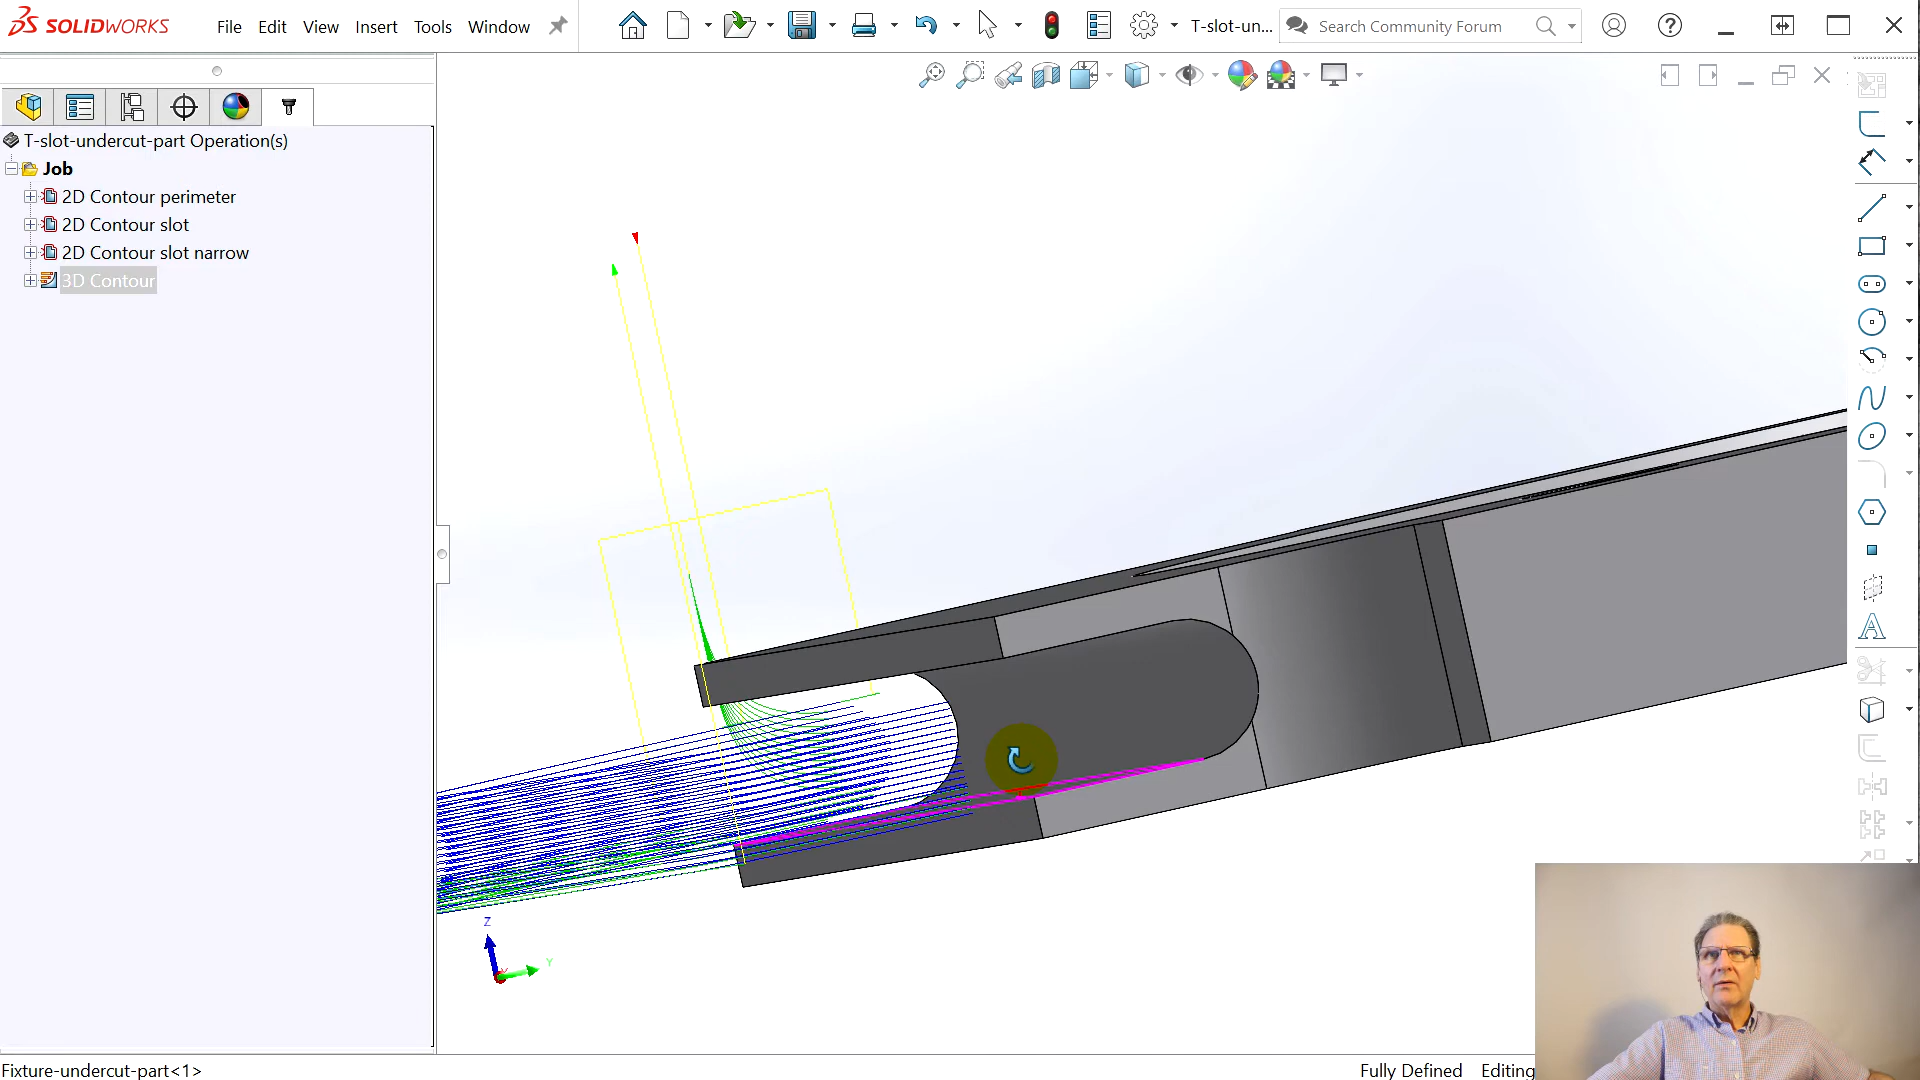 SOLIDWORKS File Edit View Insert Tools Window T-slot-un... Search Community Forum
T-slot-undercut-part Operation(s)
Job
2D Contour perimeter
2D Contour slot
2D Contour slot narrow
3D Contour
Z
Y
Fixture-undercut-part<1> Fully Defined Editing